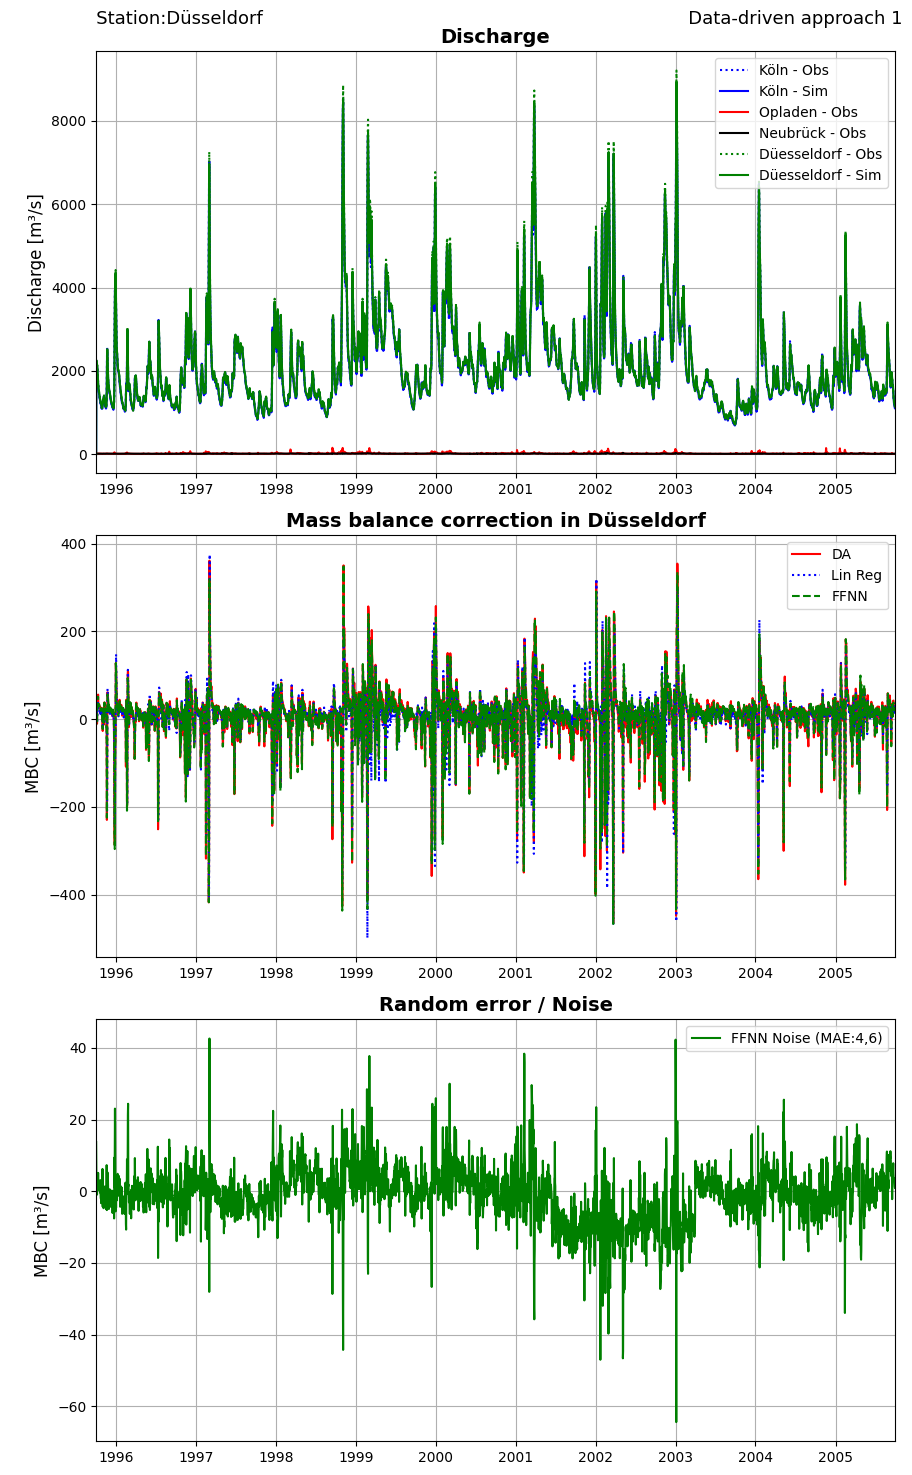 Station:Düsseldorf
Data-driven approach 1
Discharge
Discharge [m³/s]
8000
6000
4000
2000
0
Köln - Obs
Köln - Sim
Opladen - Obs
Neubrück - Obs
Düesseldorf - Obs
Düesseldorf - Sim
1996 1997 1998 1999 2000 2001 2002 2003 2004 2005
Mass balance correction in Düsseldorf
MBC [m³/s]
400
200
0
−200
−400
DA
Lin Reg
FFNN
1996 1997 1998 1999 2000 2001 2002 2003 2004 2005
Random error / Noise
MBC [m³/s]
40
20
0
−20
−40
−60
FFNN Noise (MAE:4,6)
1996 1997 1998 1999 2000 2001 2002 2003 2004 2005